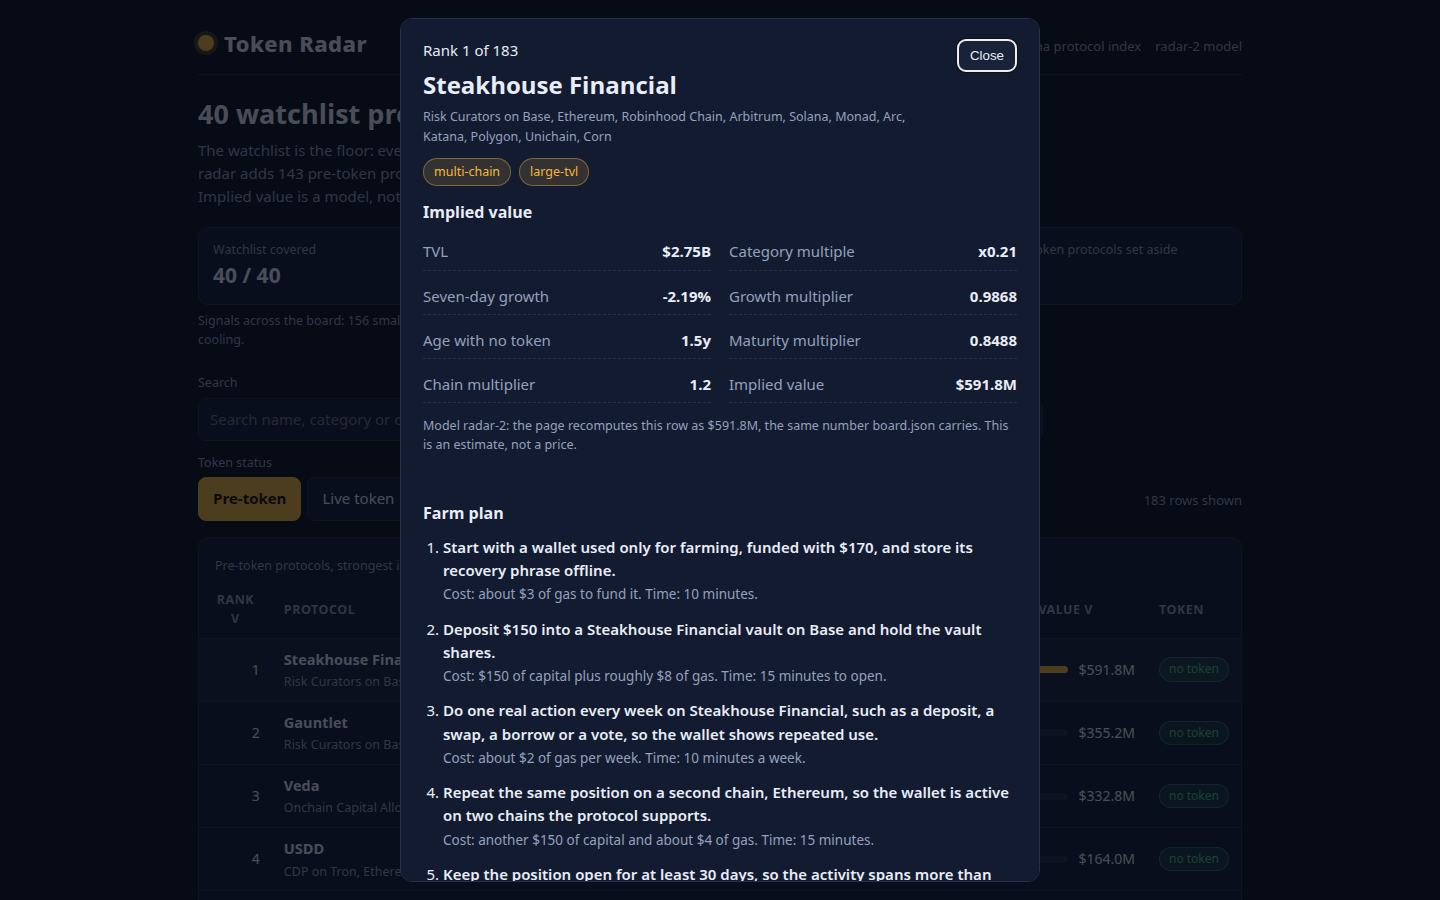 Token Radar
na protocol index radar-2 model
40 watchlist pr
The watchlist is the floor: eve
radar adds 143 pre-token pro
Implied value is a model, not
Watchlist covered
40 / 40
oken protocols set aside
Signals across the board: 156 smal
cooling.
Search
Search name, category or c
Token status
Pre-token
Live token
183 rows shown
Pre-token protocols, strongest i
RANK V
PROTOCOL
VALUE V
TOKEN
1
Steakhouse Fina
Risk Curators on Bas
$591.8M
no token
2
Gauntlet
Risk Curators on Bas
$355.2M
no token
3
Veda
Onchain Capital Allo
$332.8M
no token
4
USDD
CDP on Tron, Ethere
$164.0M
no token
Rank 1 of 183
Close
Steakhouse Financial
Risk Curators on Base, Ethereum, Robinhood Chain, Arbitrum, Solana, Monad, Arc,
Katana, Polygon, Unichain, Corn
multi-chain
large-tvl
Implied value
TVL $2.75B
Category multiple x0.21
Seven-day growth -2.19%
Growth multiplier 0.9868
Age with no token 1.5y
Maturity multiplier 0.8488
Chain multiplier 1.2
Implied value $591.8M
Model radar-2: the page recomputes this row as $591.8M, the same number board.json carries. This
is an estimate, not a price.
Farm plan
1. Start with a wallet used only for farming, funded with $170, and store its
recovery phrase offline.
Cost: about $3 of gas to fund it. Time: 10 minutes.
2. Deposit $150 into a Steakhouse Financial vault on Base and hold the vault
shares.
Cost: $150 of capital plus roughly $8 of gas. Time: 15 minutes to open.
3. Do one real action every week on Steakhouse Financial, such as a deposit, a
swap, a borrow or a vote, so the wallet shows repeated use.
Cost: about $2 of gas per week. Time: 10 minutes a week.
4. Repeat the same position on a second chain, Ethereum, so the wallet is active
on two chains the protocol supports.
Cost: another $150 of capital and about $4 of gas. Time: 15 minutes.
5. Keep the position open for at least 30 days, so the activity spans more than